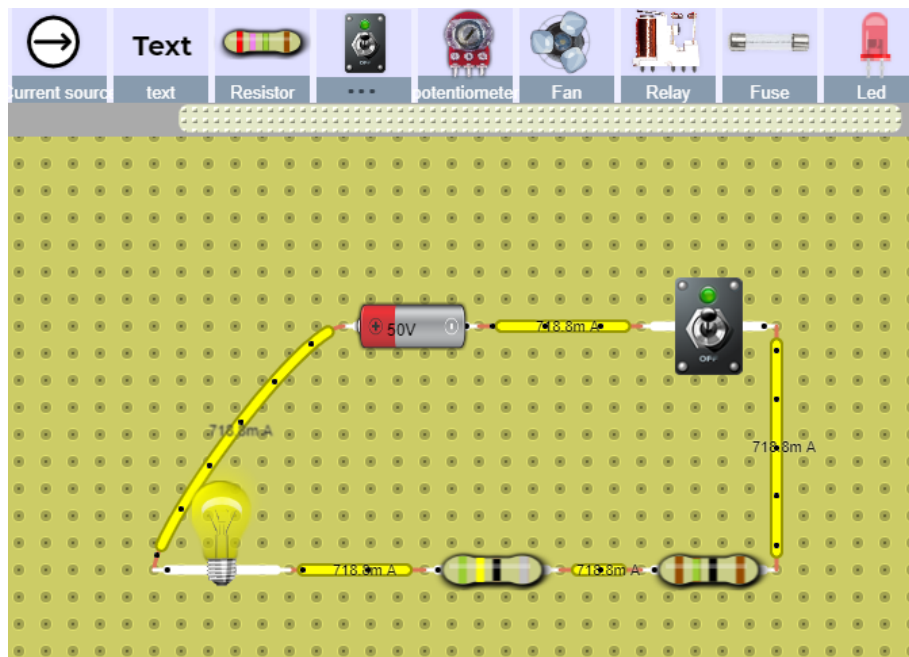 Text
OFF
Current sourc
text
Resistor
...
potentiomete
Fan
Relay
Fuse
Led
50V
718.8m A
OFF
718.8m A
718.8m A
718.8m A
718.8m A